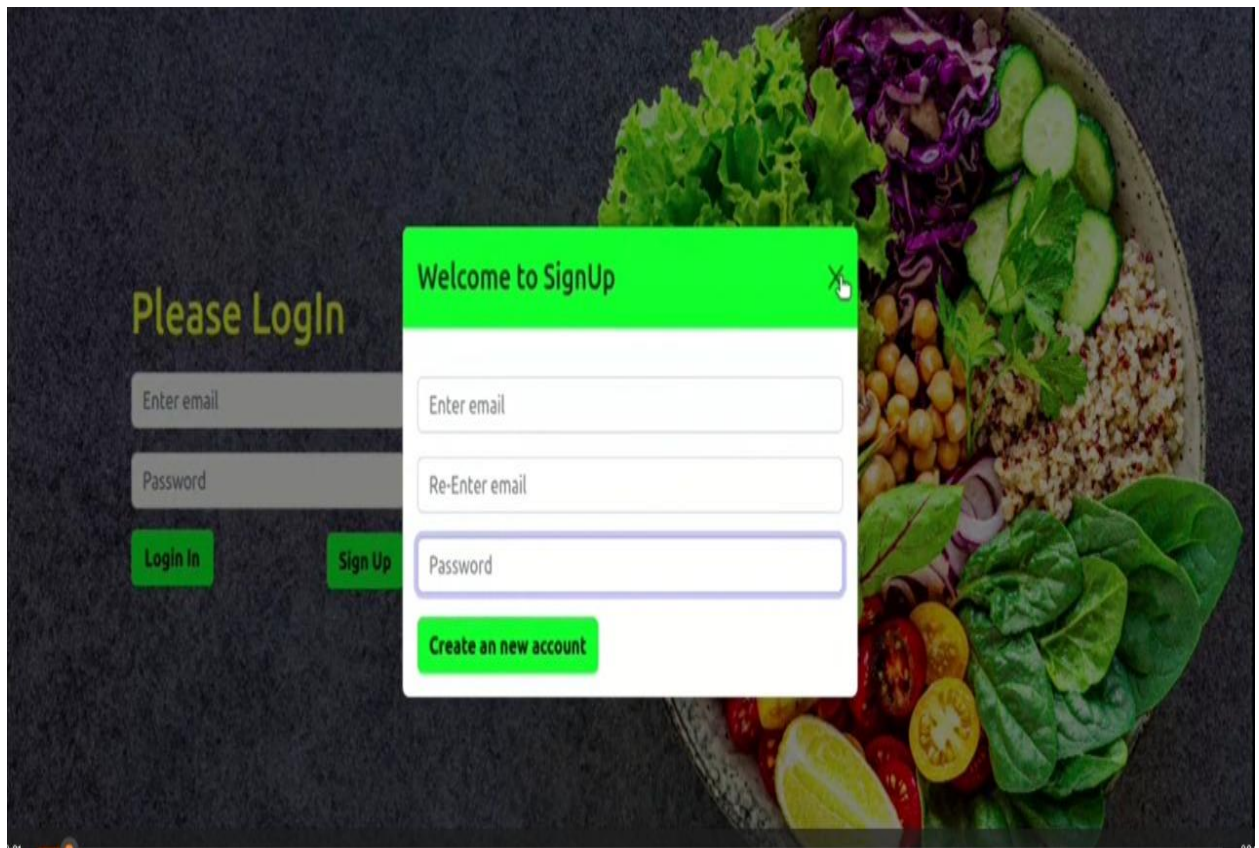 Please LogIn
Enter email
Password
Login In
Sign Up
Welcome to SignUp
X
Enter email
Re-Enter email
Password
Create an new account